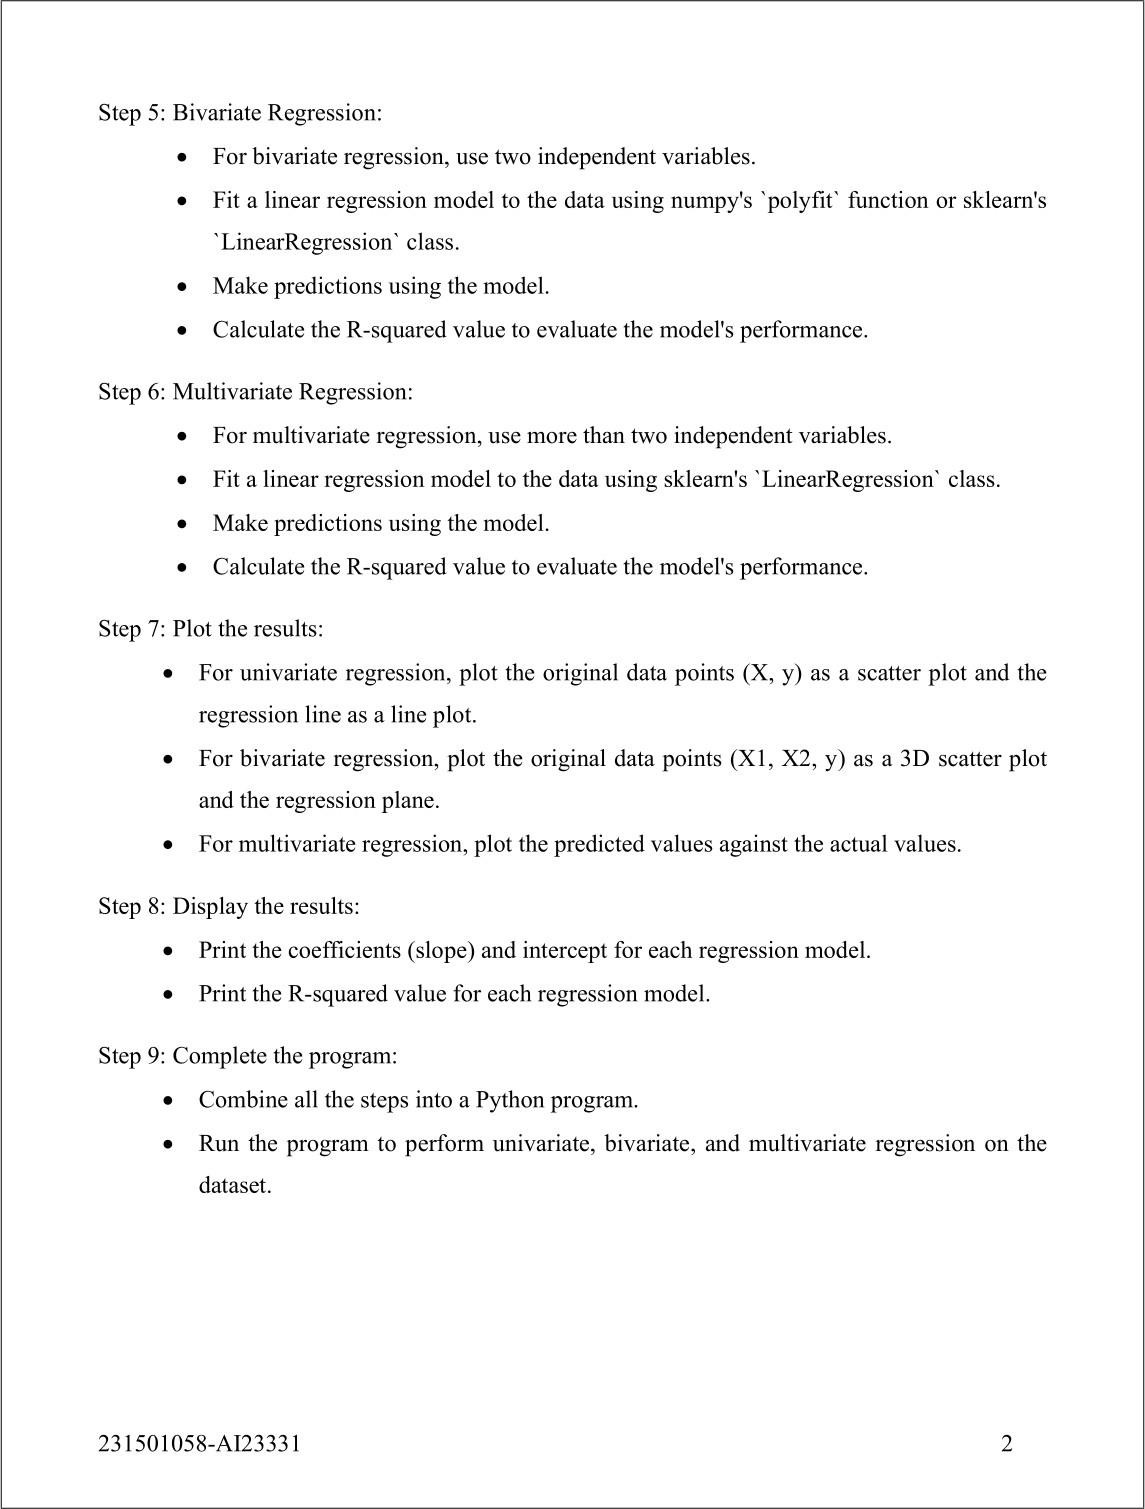 Step 5: Bivariate Regression:
• For bivariate regression, use two independent variables.
• Fit a linear regression model to the data using numpy's `polyfit` function or sklearn's
`LinearRegression` class.
• Make predictions using the model.
• Calculate the R-squared value to evaluate the model's performance.
Step 6: Multivariate Regression:
• For multivariate regression, use more than two independent variables.
• Fit a linear regression model to the data using sklearn's `LinearRegression` class.
• Make predictions using the model.
• Calculate the R-squared value to evaluate the model's performance.
Step 7: Plot the results:
• For univariate regression, plot the original data points (X, y) as a scatter plot and the
regression line as a line plot.
• For bivariate regression, plot the original data points (X1, X2, y) as a 3D scatter plot
and the regression plane.
• For multivariate regression, plot the predicted values against the actual values.
Step 8: Display the results:
• Print the coefficients (slope) and intercept for each regression model.
• Print the R-squared value for each regression model.
Step 9: Complete the program:
• Combine all the steps into a Python program.
• Run the program to perform univariate, bivariate, and multivariate regression on the
dataset.
231501058-AI23331 2